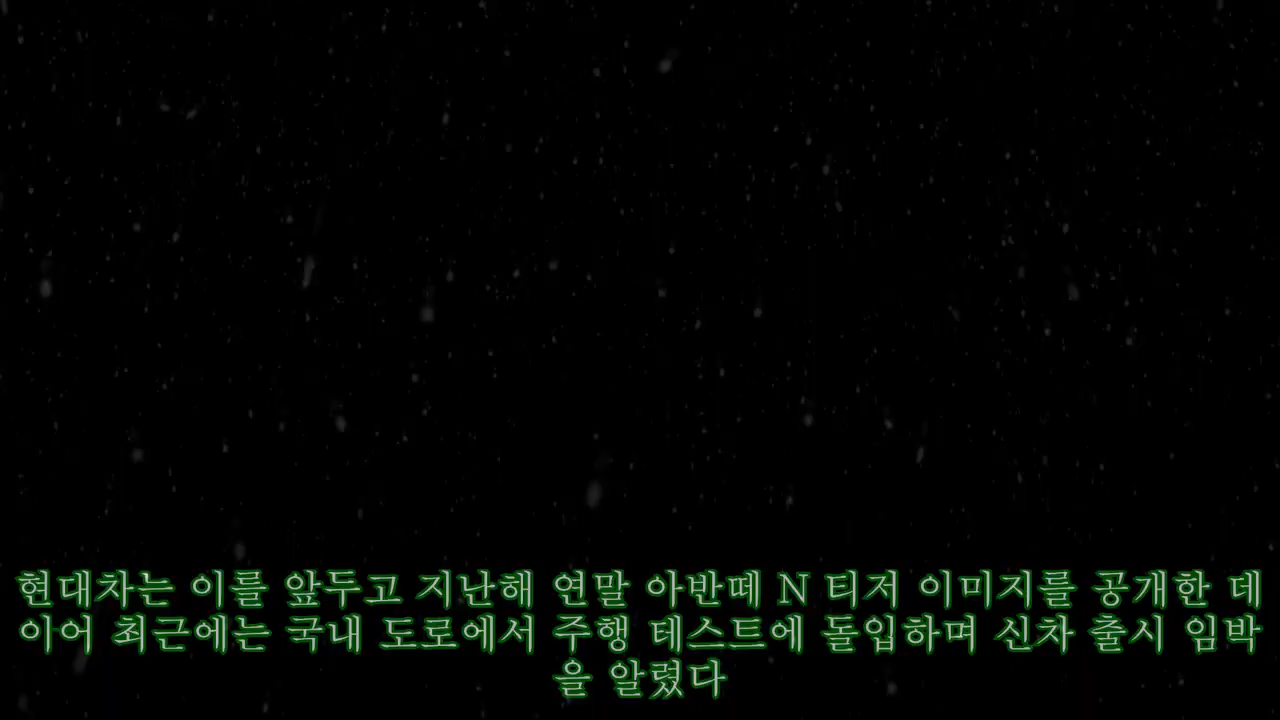 현대차는 이를 앞두고 지난해 연말 아반떼 N 티저 이미지를 공개한 데
이어 최근에는 국내 도로에서 주행 테스트에 돌입하며 신차 출시 임박
을 알렸다